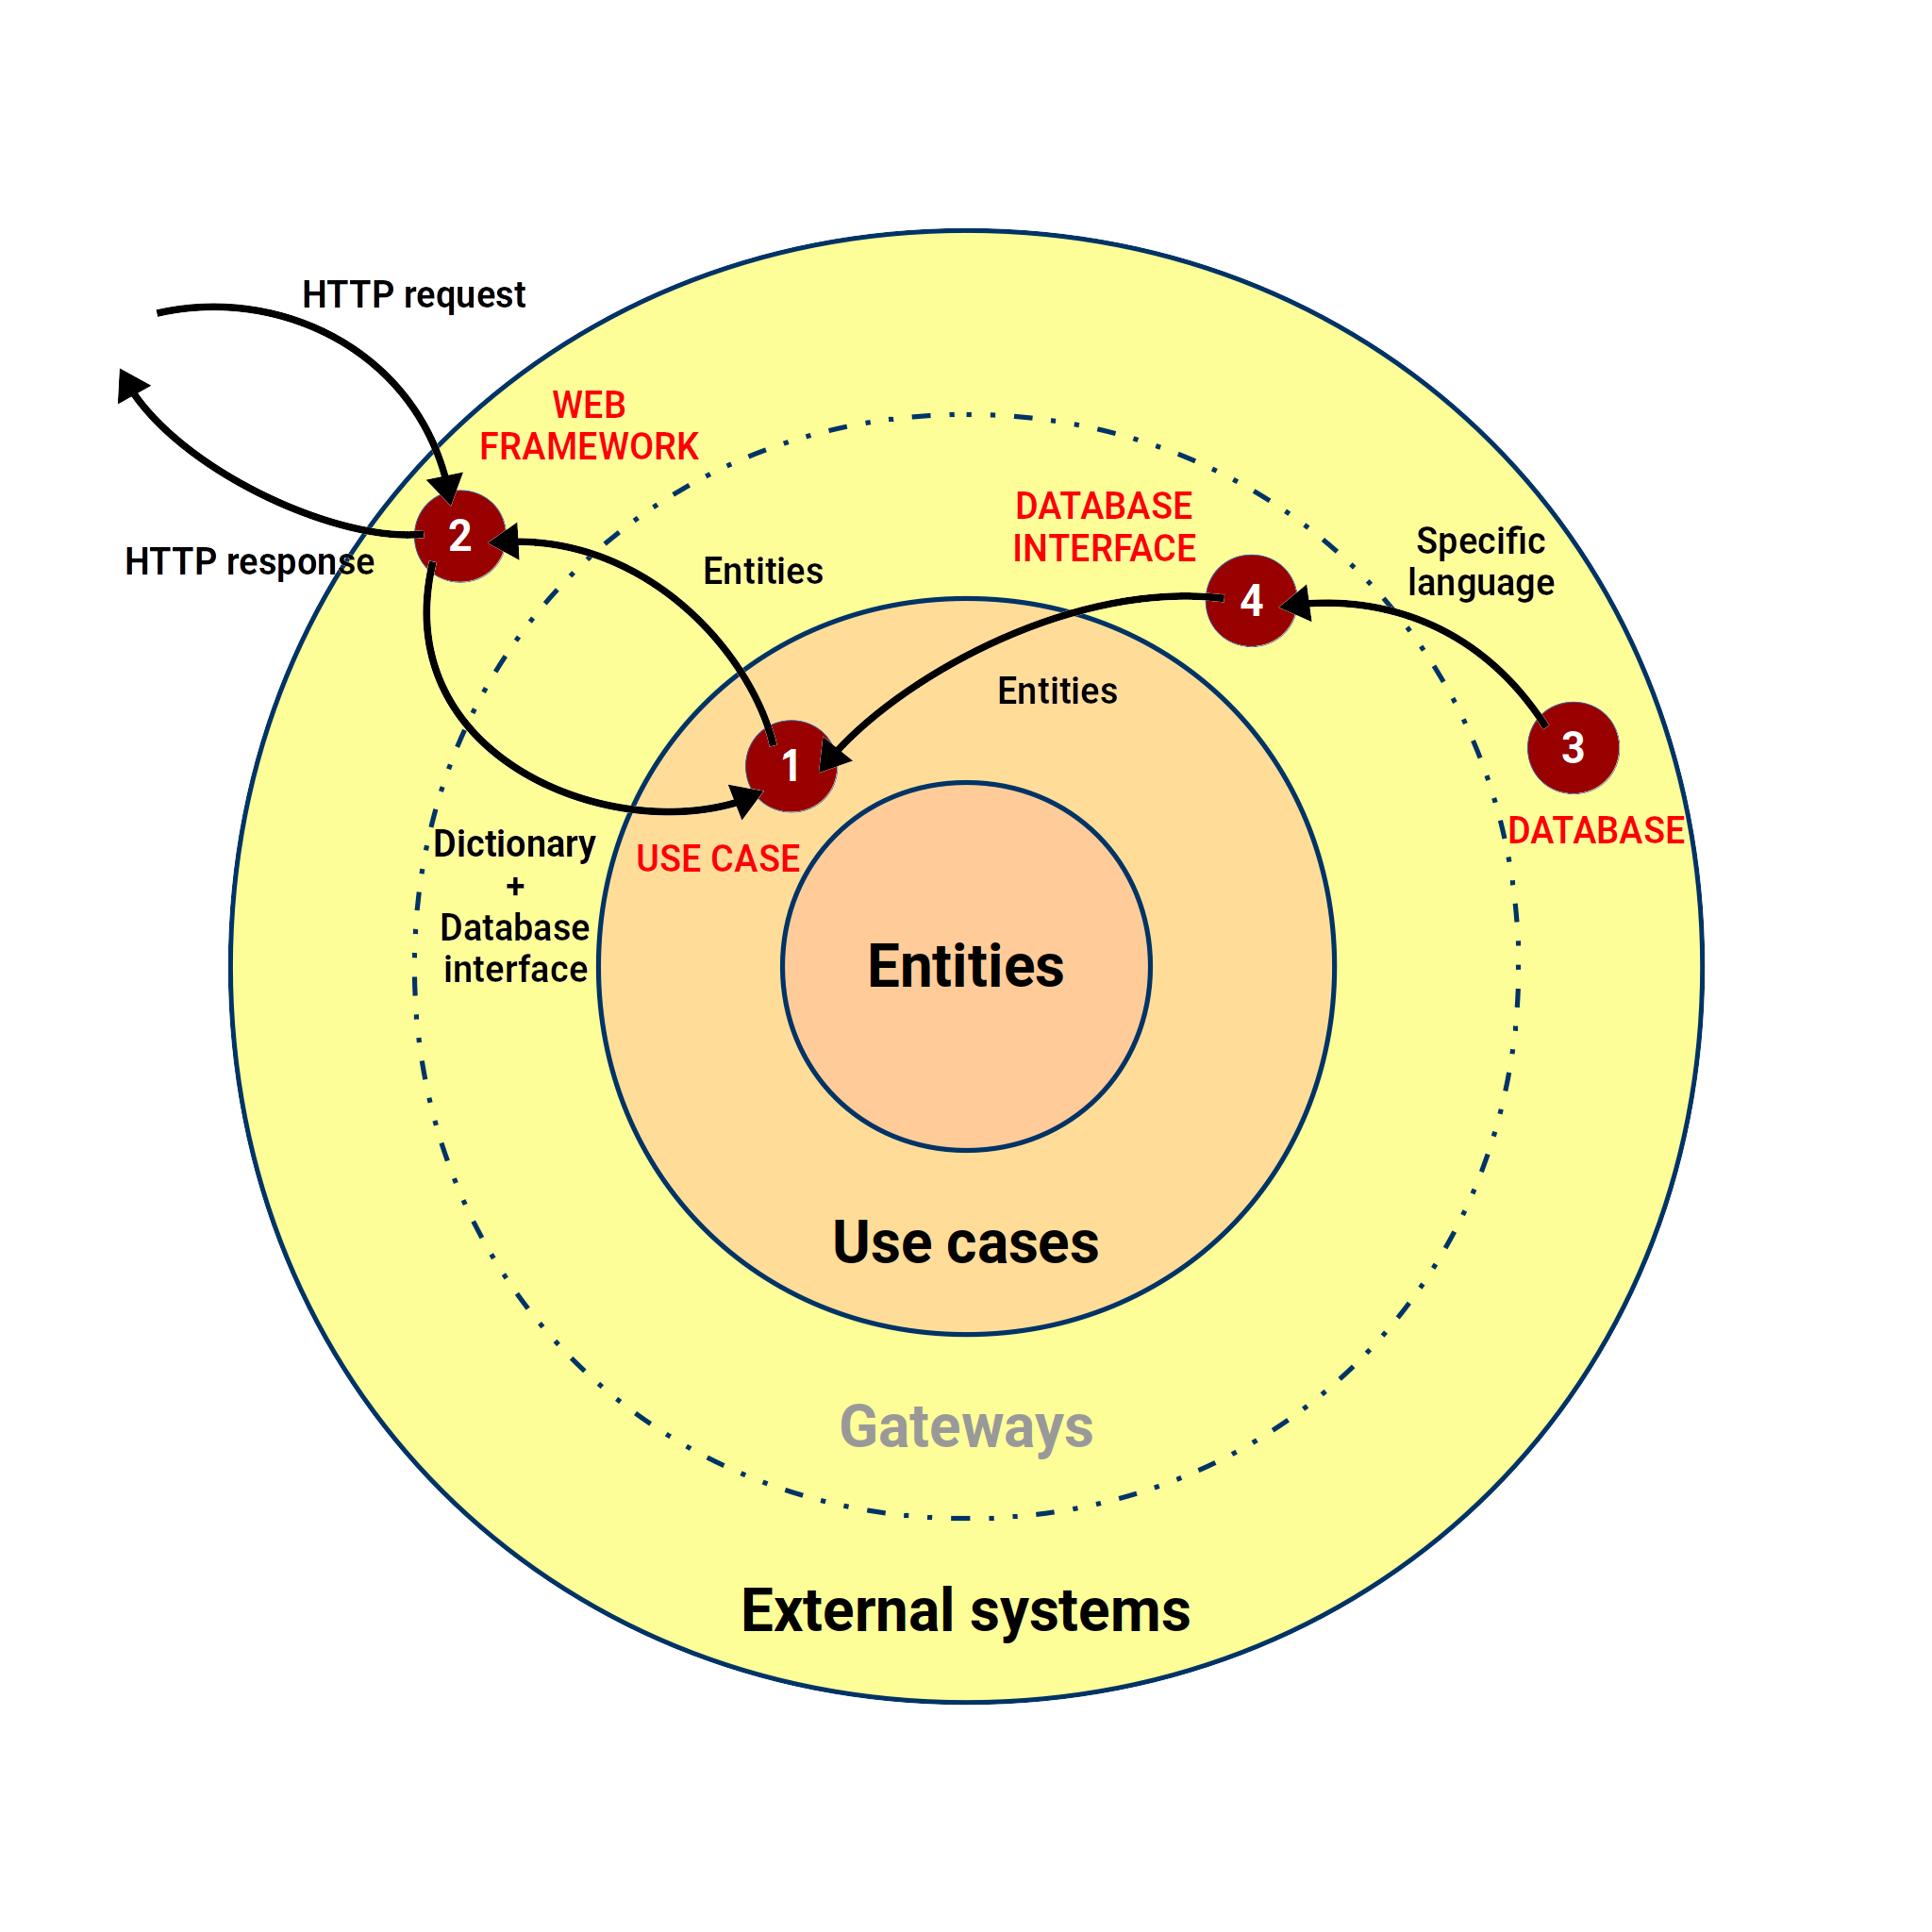 HTTP request
WEB
FRAMEWORK
2
HTTP response
Entities
DATABASE
INTERFACE
4
Specific
language
3
DATABASE
Entities
1
USE CASE
Dictionary
+
Database
interface
Entities
Use cases
Gateways
External systems